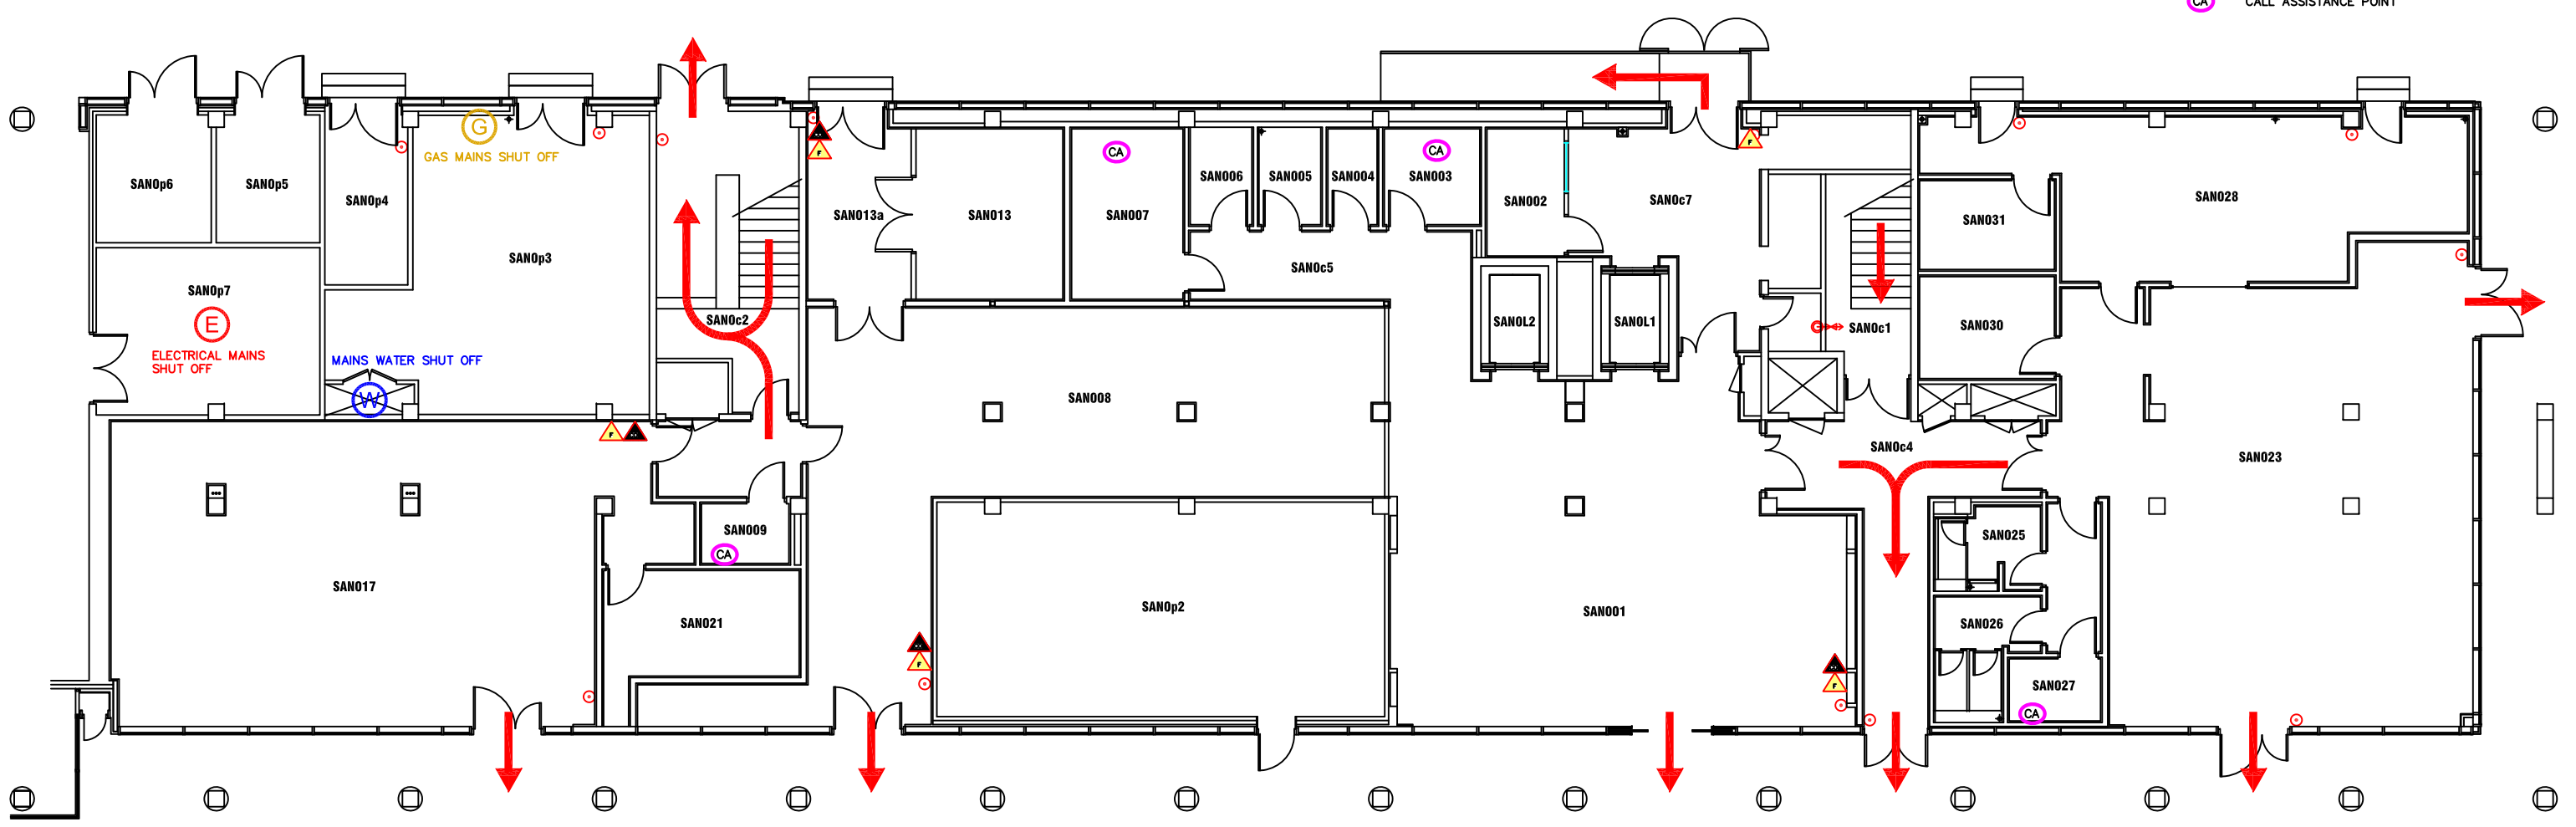 CA CALL ASSISTANCE POINT
G
GAS MAINS SHUT OFF
F
F
CA
CA
SAN0p6
SAN0p5
SAN0p4
SAN006
SAN005
SAN004
SAN003
SAN002
SAN0c7
SAN028
SAN013a
SAN013
SAN007
SAN031
SAN0p3
SAN0c5
SAN0p7
E
ELECTRICAL MAINS
SHUT OFF
SAN0c2
SAN0L2
SAN0L1
SAN0c1
SAN030
MAINS WATER SHUT OFF
W
SAN008
F
SAN0c4
SAN023
SAN009
CA
SAN025
SAN017
SAN0p2
SAN001
SAN021
SAN026
F
F
SAN027
CA